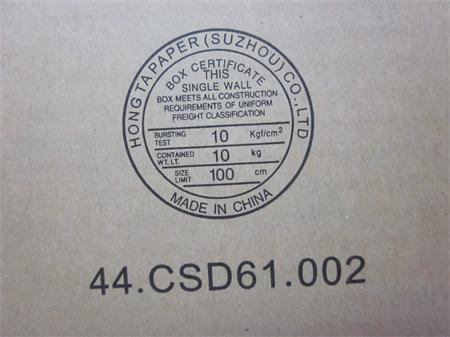 HONG TA PAPER (SUZHOU) CO.,LTD
BOX CERTIFICATE
THIS
SINGLE WALL
BOX MEETS ALL CONSTRUCTION
REQUIREMENTS OF UNIFORM
FREIGHT CLASSIFICATION
BURSTING TEST 10 Kgf/cm²
CONTAINED WT. LT. 10 kg
SIZE LIMIT 100 cm
MADE IN CHINA
44.CSD61.002